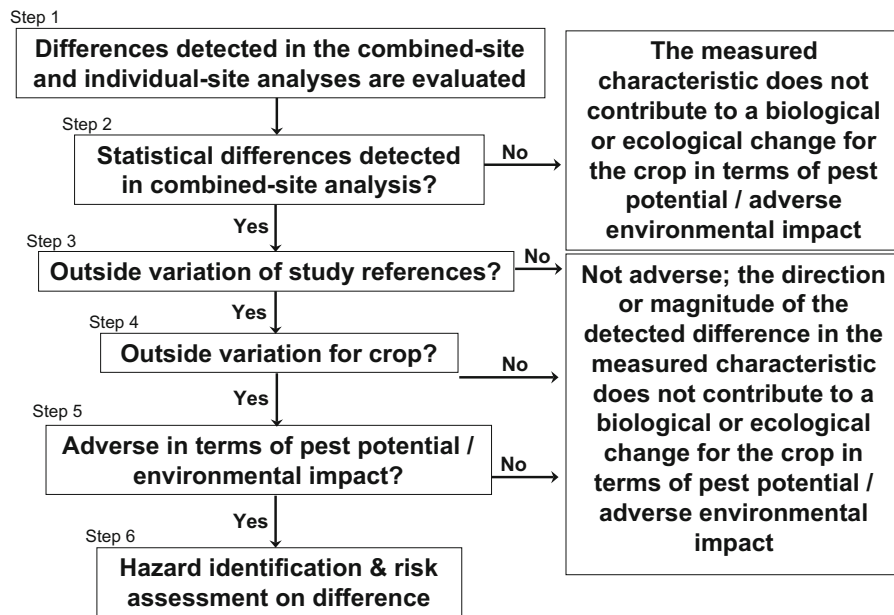 Step 1
Differences detected in the combined-site
and individual-site analyses are evaluated
Step 2
Statistical differences detected
in combined-site analysis?
No
The measured
characteristic does not
contribute to a biological
or ecological change for
the crop in terms of pest
potential / adverse
environmental impact
Yes
Step 3
Outside variation of study references?
No
Yes
Step 4
Outside variation for crop?
No
Yes
Step 5
Adverse in terms of pest potential /
environmental impact?
No
Not adverse; the direction
or magnitude of the
detected difference in the
measured characteristic
does not contribute to a
biological or ecological
change for the crop in
terms of pest potential /
adverse environmental
impact
Yes
Step 6
Hazard identification & risk
assessment on difference